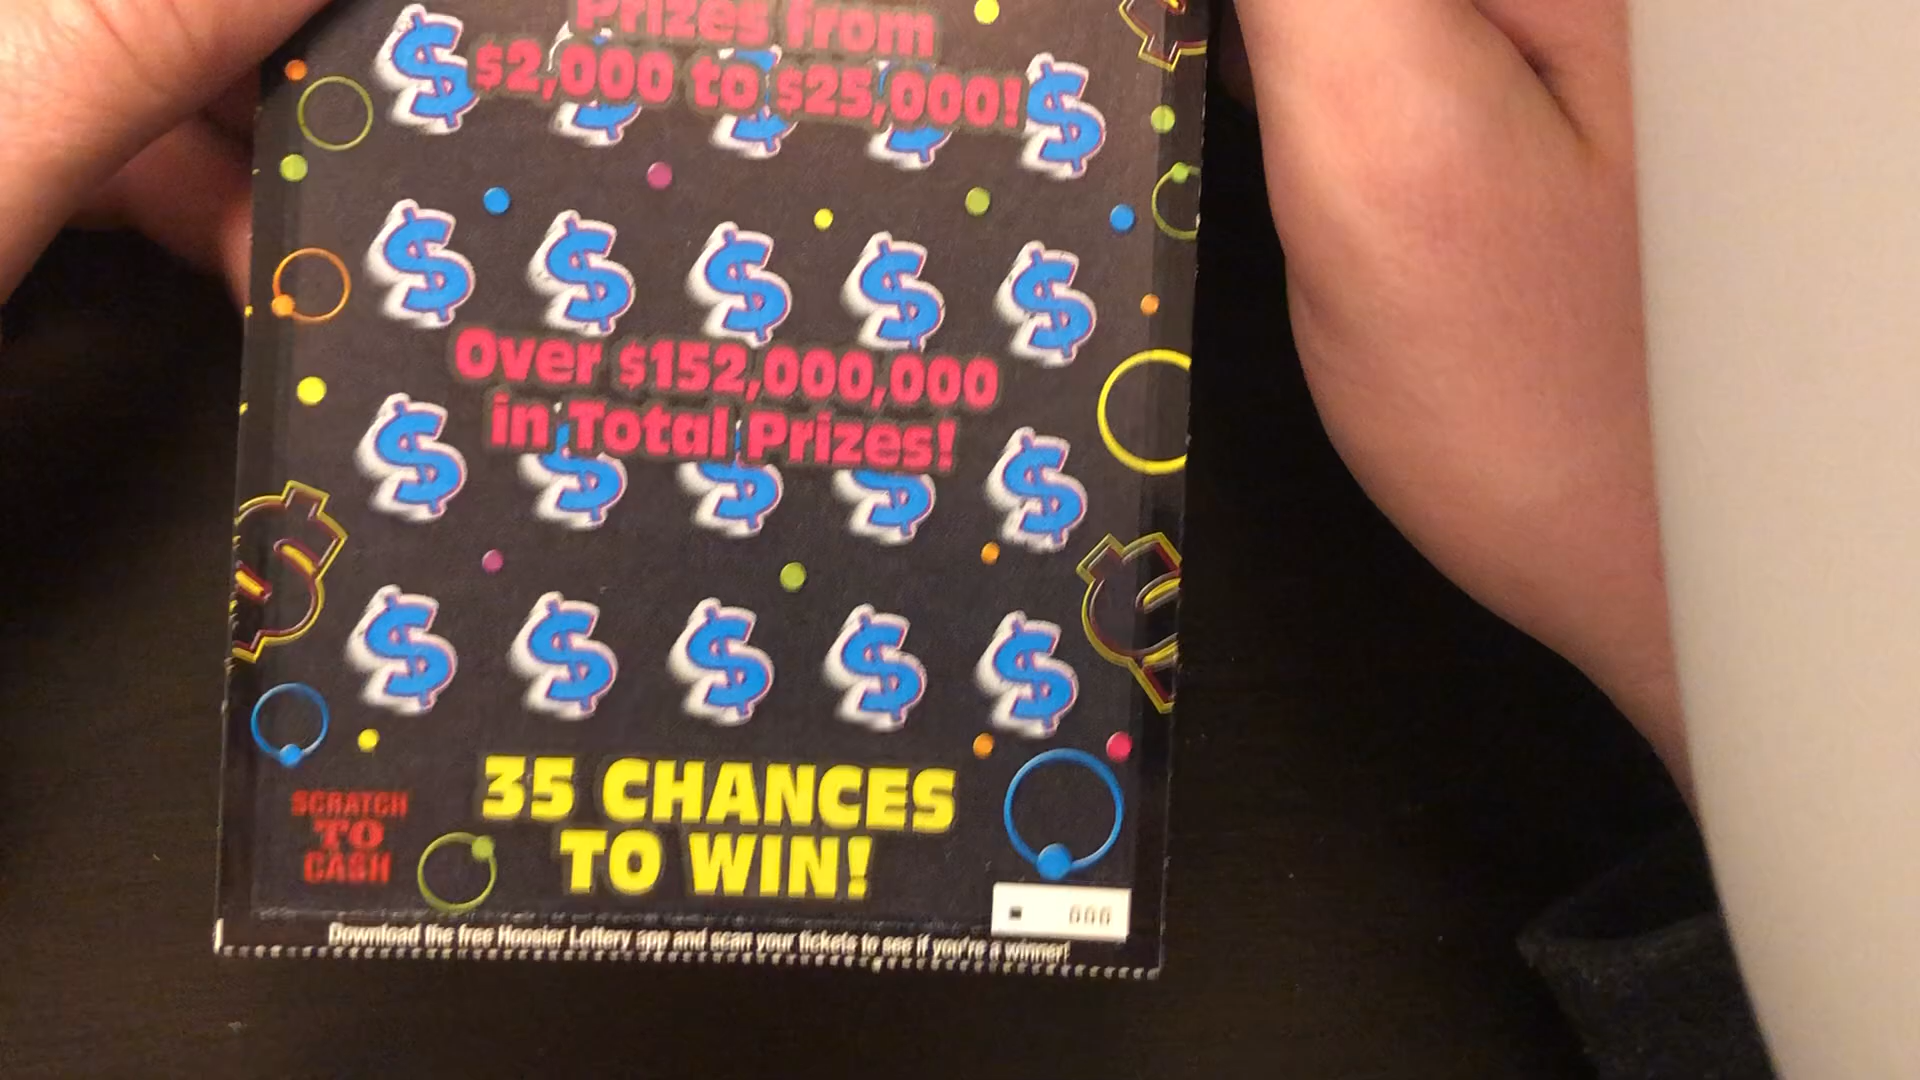 Prizes from
$2,000 to $25,000!
Over $152,000,000
in Total Prizes!
35 CHANCES
TO WIN!
SCRATCH
TO
CASH
000
Download the free Hoosier Lottery app and scan your tickets to see if you're a winner!